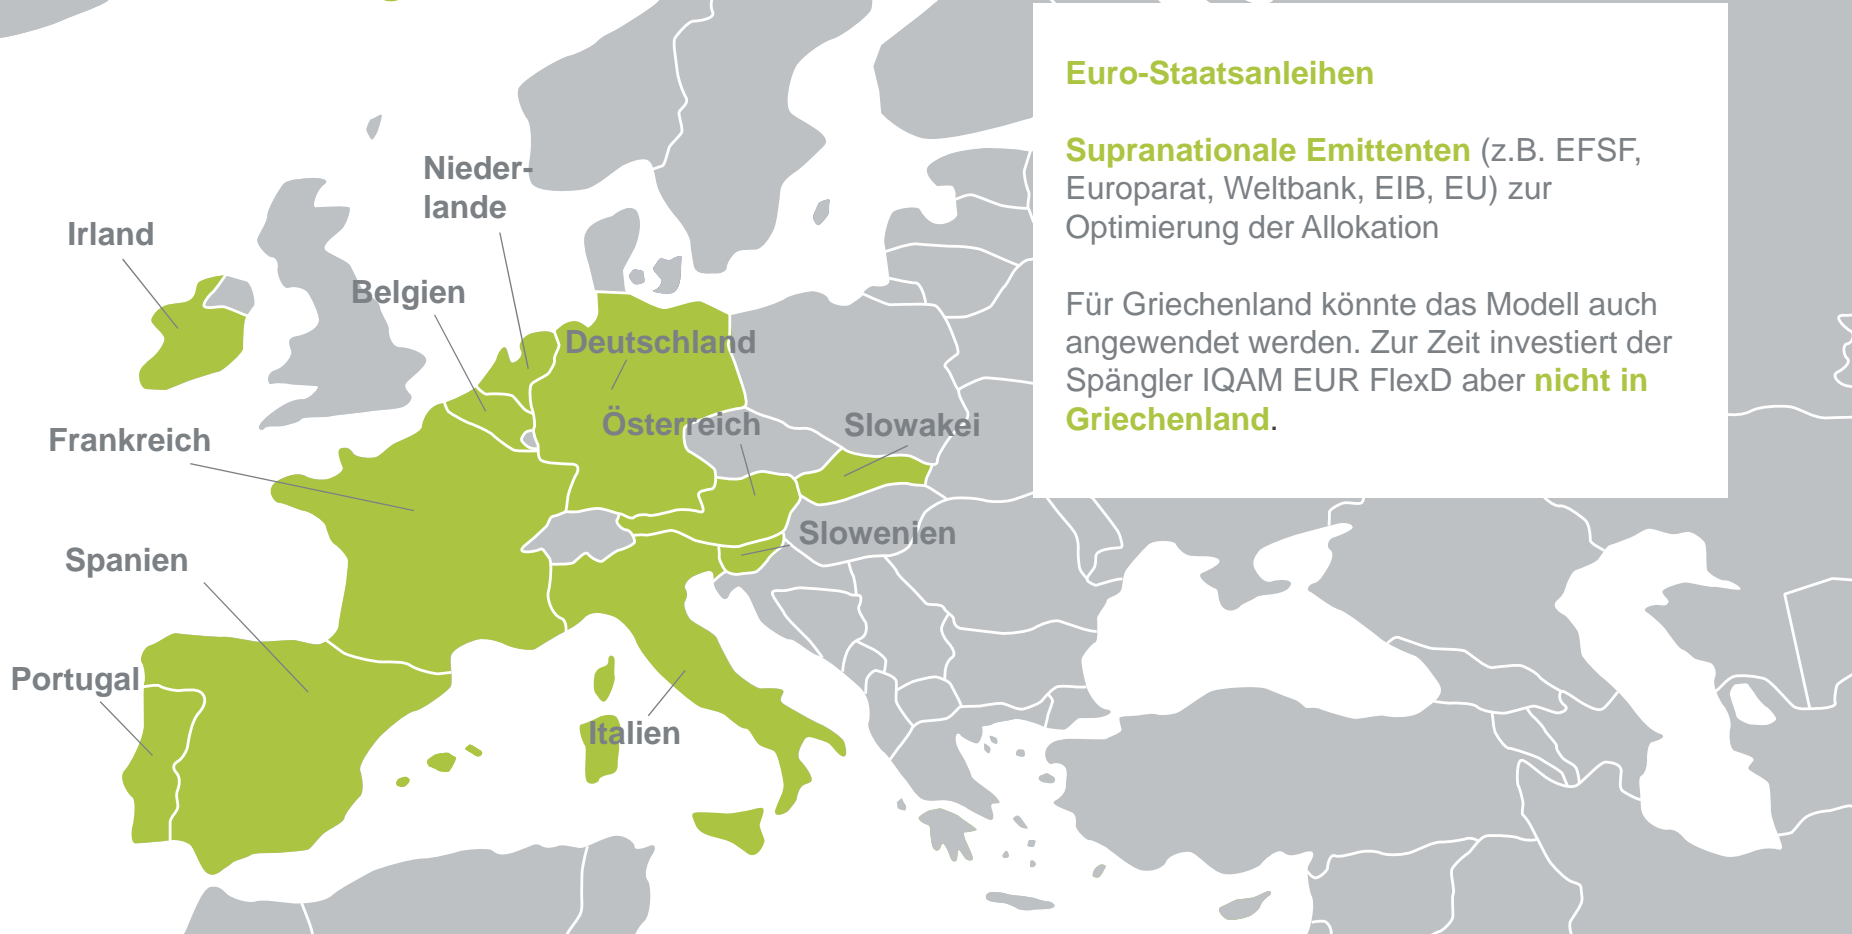 Euro-Staatsanleihen
Supranationale Emittenten (z.B. EFSF,
Europarat, Weltbank, EIB, EU) zur
Optimierung der Allokation
Für Griechenland könnte das Modell auch
angewendet werden. Zur Zeit investiert der
Spängler IQAM EUR FlexD aber nicht in
Griechenland.
Nieder-
lande
Irland
Belgien
Deutschland
Österreich
Slowakei
Frankreich
Slowenien
Spanien
Portugal
Italien